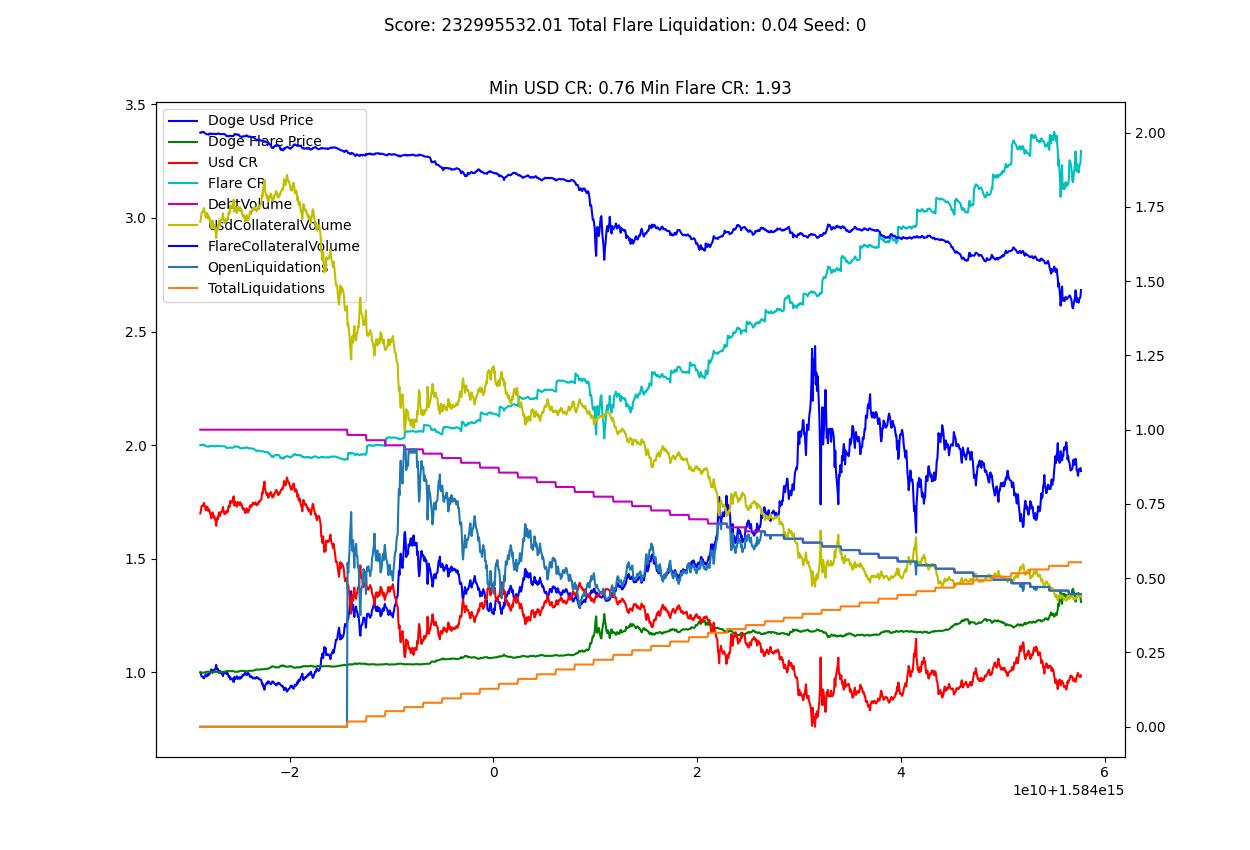 Score: 232995532.01 Total Flare Liquidation: 0.04 Seed: 0
Min USD CR: 0.76 Min Flare CR: 1.93
Doge Usd Price
Doge Flare Price
Usd CR
Flare CR
DebtVolume
UsdCollateralVolume
FlareCollateralVolume
OpenLiquidations
TotalLiquidations
3.5
3.0
2.5
2.0
1.5
1.0
2.00
1.75
1.50
1.25
1.00
0.75
0.50
0.25
0.00
−2
0
2
4
6
1e10+1.584e15